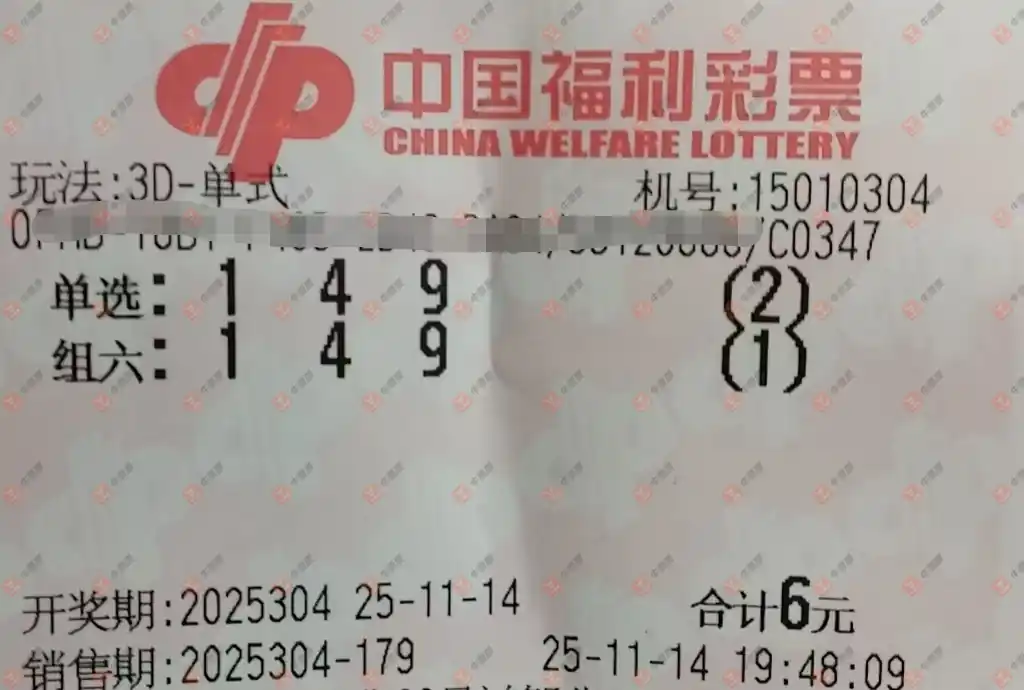 中国福利彩票
CHINA WELFARE LOTTERY
玩法:3D-单式 机号:15010304
/C0347
单选: 1 4 9 (2)
组六: 1 4 9 (1)
开奖期:2025304 25-11-14 合计6元
销售期:2025304-179 25-11-14 19:48:09